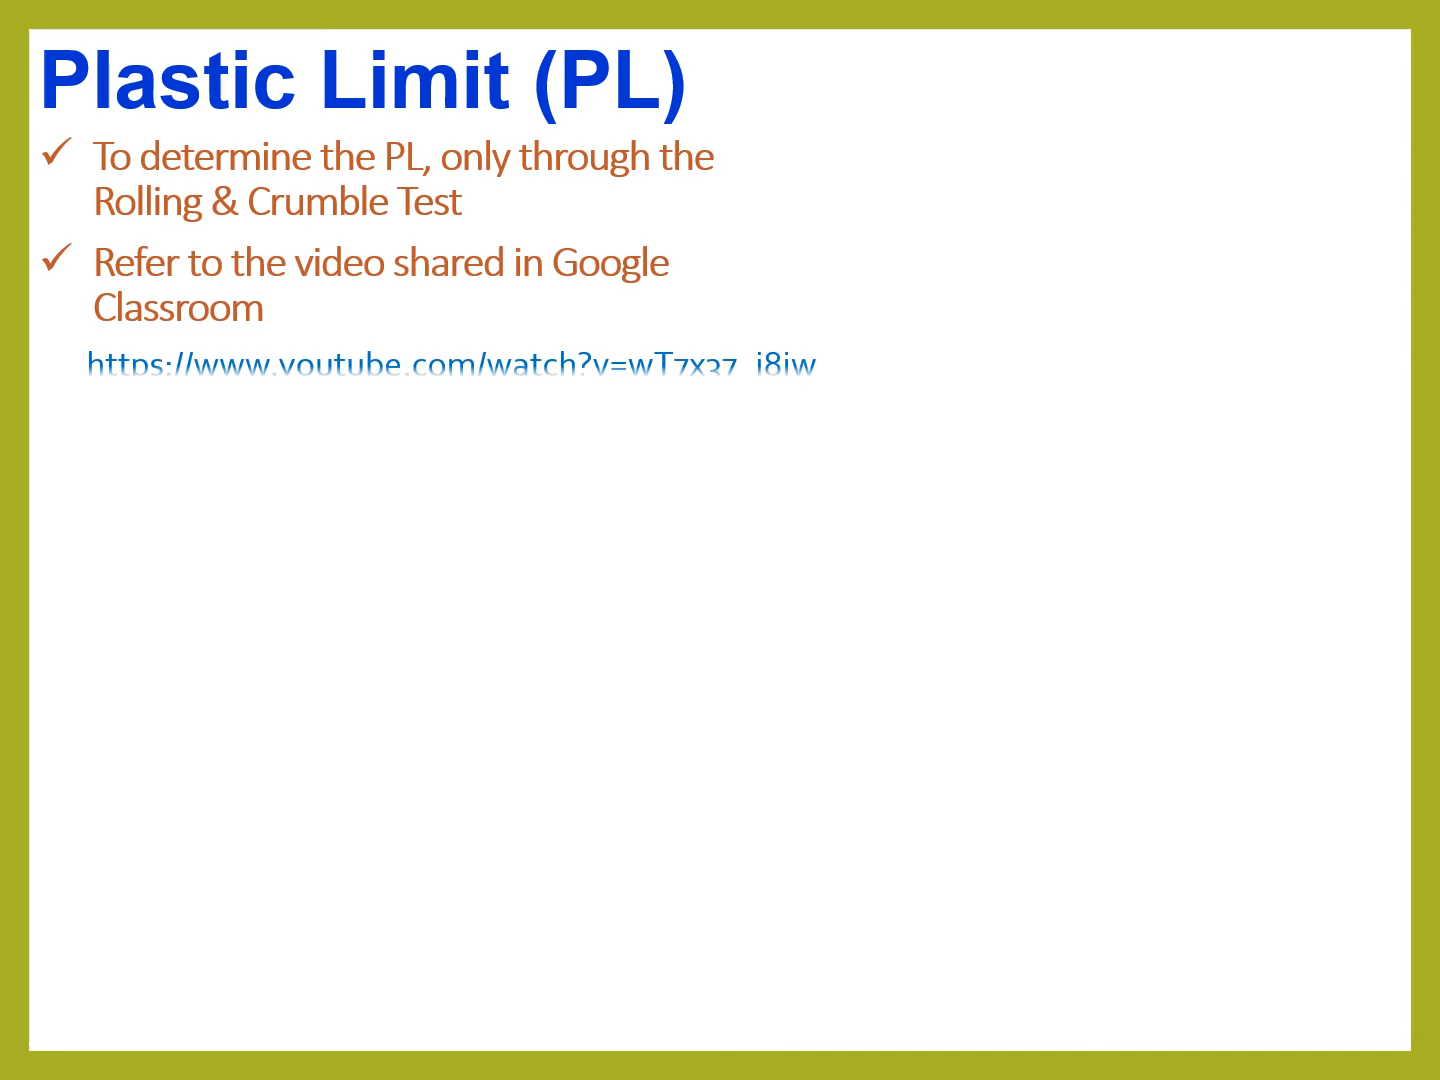 Plastic Limit (PL)
✓ To determine the PL, only through the
Rolling & Crumble Test
✓ Refer to the video shared in Google
Classroom
https://www.youtube.com/watch?v=wT7x37_i8iw